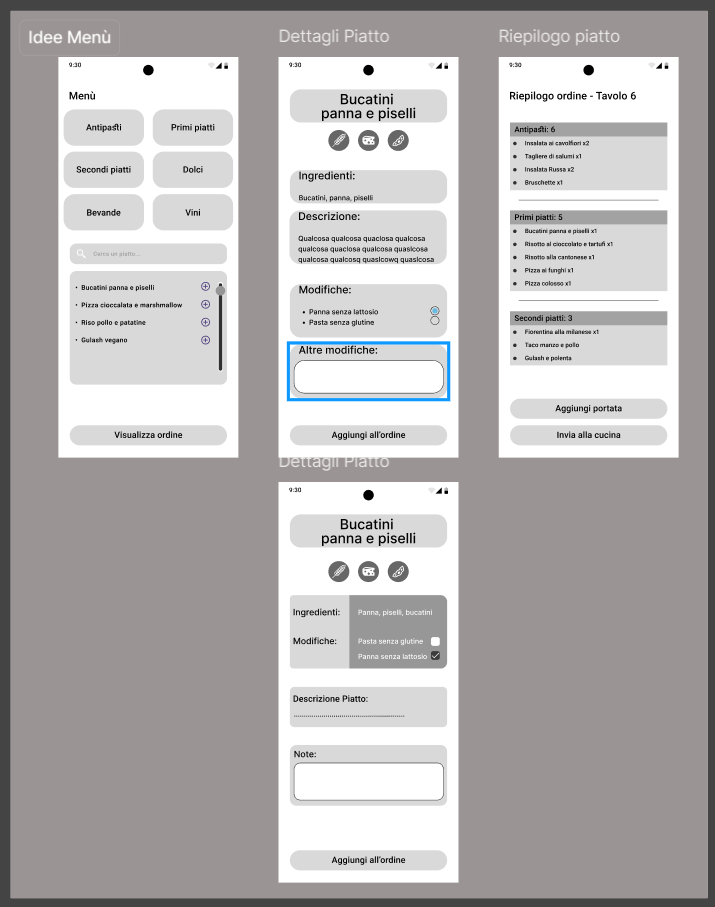 Idee Menù
Dettagli Piatto
Riepilogo piatto
9:30
Menù
Antipasti
Primi piatti
Secondi piatti
Dolci
Bevande
Vini
Cerca un piatto...
• Bucatini panna e piselli
• Pizza cioccalata e marshmallow
• Riso pollo e patatine
• Gulash vegano
Visualizza ordine
9:30
Bucatini
panna e piselli
Ingredienti:
Bucatini, panna, piselli
Descrizione:
Qualcosa qualcosa quaclosa qualcosa
qualcosa quaclosa qualcosa quaslcosa
qualcosa qualcosq quaslcowq quaslcosa
Modifiche:
• Panna senza lattosio
• Pasta senza glutine
Altre modifiche:
Aggiungi all'ordine
9:30
Riepilogo ordine - Tavolo 6
Antipasti: 6
• Insalata ai cavolfiori x2
• Tagliere di salumi x1
• Insalata Russa x2
• Bruschette x1
Primi piatti: 5
• Bucatini panna e piselli x1
• Risotto al cioccolato e tartufi x1
• Risotto alla cantonese x1
• Pizza ai funghi x1
• Pizza colosso x1
Secondi piatti: 3
• Fiorentina alla milanese x1
• Taco manzo e pollo
• Gulash e polenta
Aggiungi portata
Invia alla cucina
Dettagli Piatto
9:30
Bucatini
panna e piselli
Ingredienti:
Panna, piselli, bucatini
Modifiche:
Pasta senza glutine
Panna senza lattosio
Descrizione Piatto:
Note:
Aggiungi all'ordine